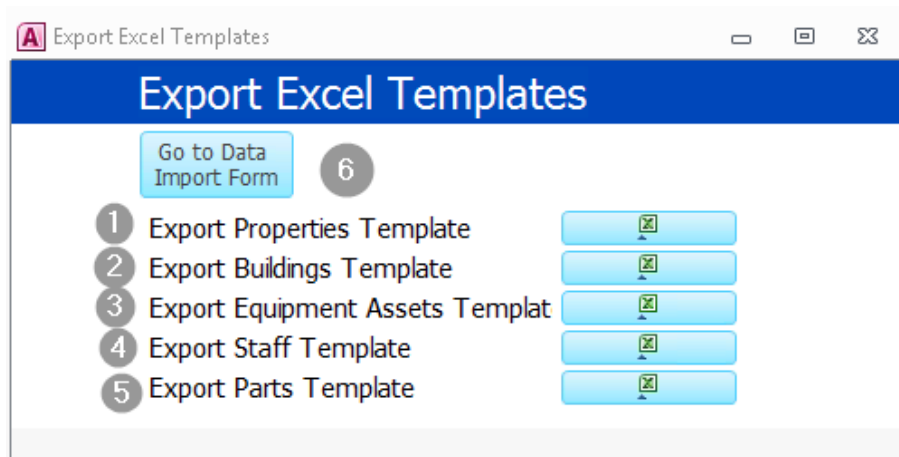 A Export Excel Templates
Export Excel Templates
Go to Data
Import Form
6
1 Export Properties Template
2 Export Buildings Template
3 Export Equipment Assets Templat
4 Export Staff Template
5 Export Parts Template